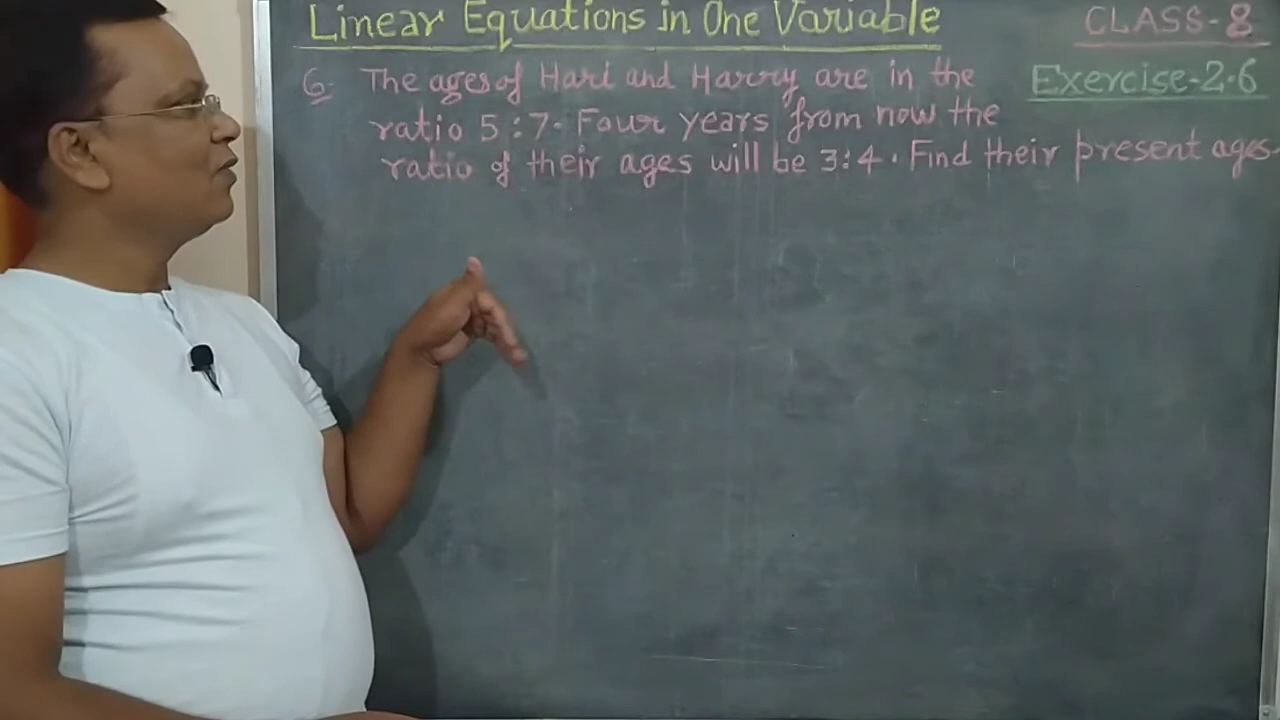 Linear Equations in One Variable
CLASS-8
Exercise-2.6
6. The ages of Hari and Harry are in the
ratio 5:7. Four years from now the
ratio of their ages will be 3:4. Find their present ages.